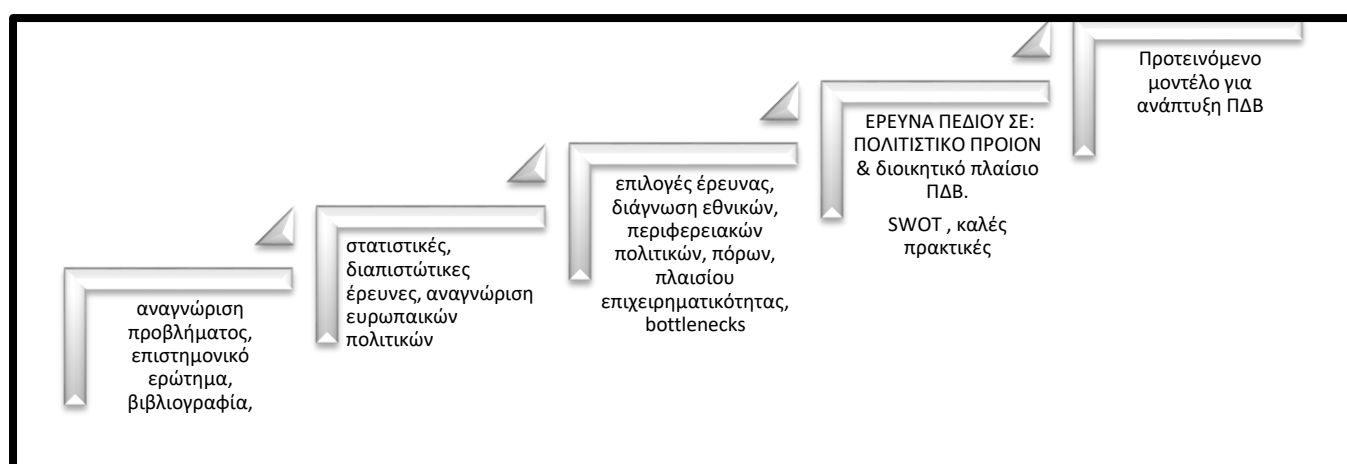 αναγνώριση
προβλήματος,
επιστημονικό
ερώτημα,
βιβλιογραφία,
στατιστικές,
διαπιστώτικες
έρευνες, αναγνώριση
ευρωπαικών
πολιτικών
επιλογές έρευνας,
διάγνωση εθνικών,
περιφερειακών
πολιτικών, πόρων,
πλαισίου
επιχειρηματικότητας,
bottlenecks
ΕΡΕΥΝΑ ΠΕΔΙΟΥ ΣΕ:
ΠΟΛΙΤΙΣΤΙΚΟ ΠΡΟΙΟΝ
& διοικητικό πλαίσιο
ΠΔΒ.
SWOT , καλές
πρακτικές
Προτεινόμενο
μοντέλο για
ανάπτυξη ΠΔΒ